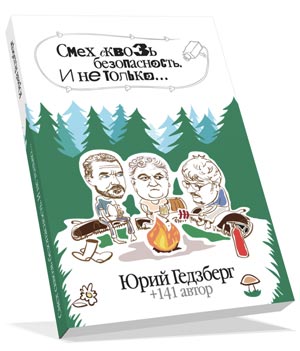 Смех сквозь
безопасность.
И не только...
Юрий Гедзберг
+141 автор